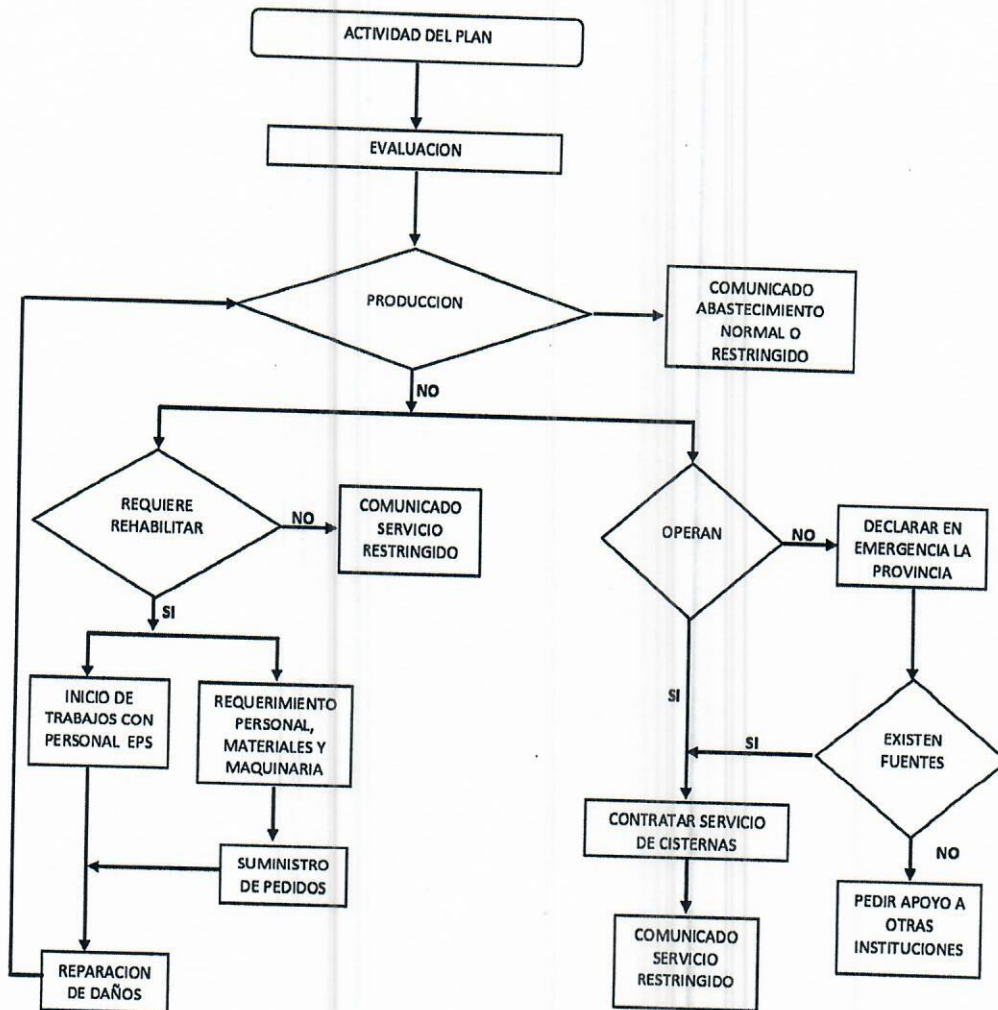 ACTIVIDAD DEL PLAN
EVALUACION
PRODUCCION
COMUNICADO
ABASTECIMIENTO
NORMAL O
RESTRINGIDO
NO
REQUIERE
REHABILITAR
NO
COMUNICADO
SERVICIO
RESTRINGIDO
OPERAN
NO
DECLARAR EN
EMERGENCIA LA
PROVINCIA
SI
INICIO DE
TRABAJOS CON
PERSONAL EPS
REQUERIMIENTO
PERSONAL,
MATERIALES Y
MAQUINARIA
SI
SI
EXISTEN
FUENTES
CONTRATAR SERVICIO
DE CISTERNAS
NO
SUMINISTRO
DE PEDIDOS
PEDIR APOYO A
OTRAS
INSTITUCIONES
COMUNICADO
SERVICIO
RESTRINGIDO
REPARACION
DE DAÑOS